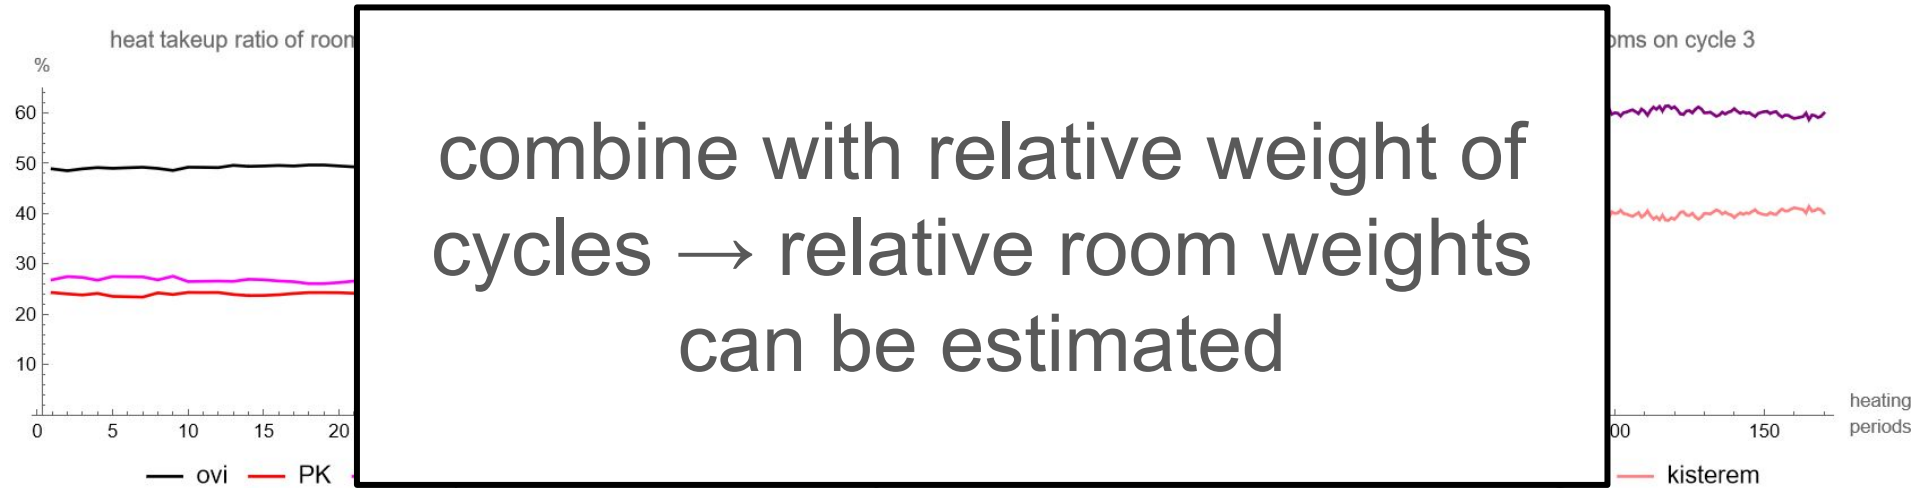 heat takeup ratio of room
%
60
50
40
30
20
10
0 5 10 15 20
ovi PK
combine with relative weight of
cycles → relative room weights
can be estimated
oms on cycle 3
00 150
heating
periods
kisterem